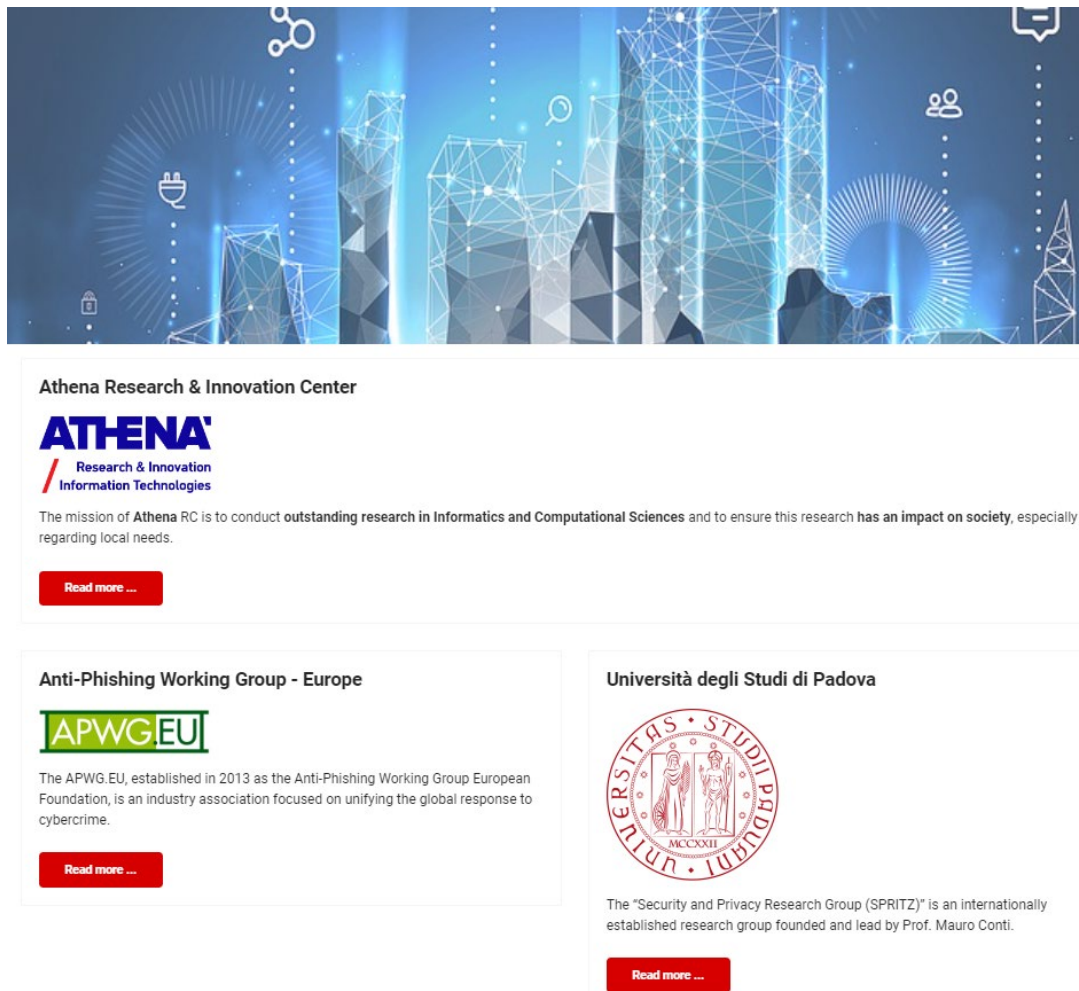 Athena Research & Innovation Center
ATHENA
Research & Innovation
Information Technologies
The mission of Athena RC is to conduct outstanding research in Informatics and Computational Sciences and to ensure this research has an impact on society, especially
regarding local needs.
Read more ...
Anti-Phishing Working Group - Europe
APWG.EU
The APWG.EU, established in 2013 as the Anti-Phishing Working Group European
Foundation, is an industry association focused on unifying the global response to
cybercrime.
Read more ...
Università degli Studi di Padova
UNIVERSITAS · STUDII PADUANI ·
MCCXXII
The “Security and Privacy Research Group (SPRITZ)” is an internationally
established research group founded and lead by Prof. Mauro Conti.
Read more ...